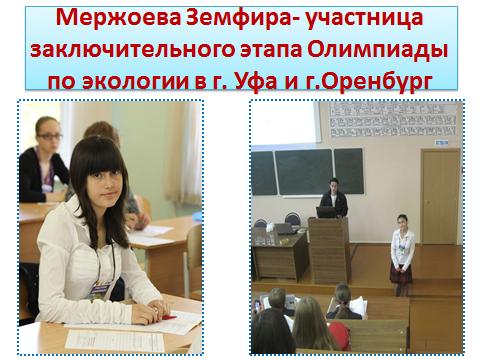 Мержоева Земфира- участница
заключительного этапа Олимпиады
по экологии в г. Уфа и г.Оренбург